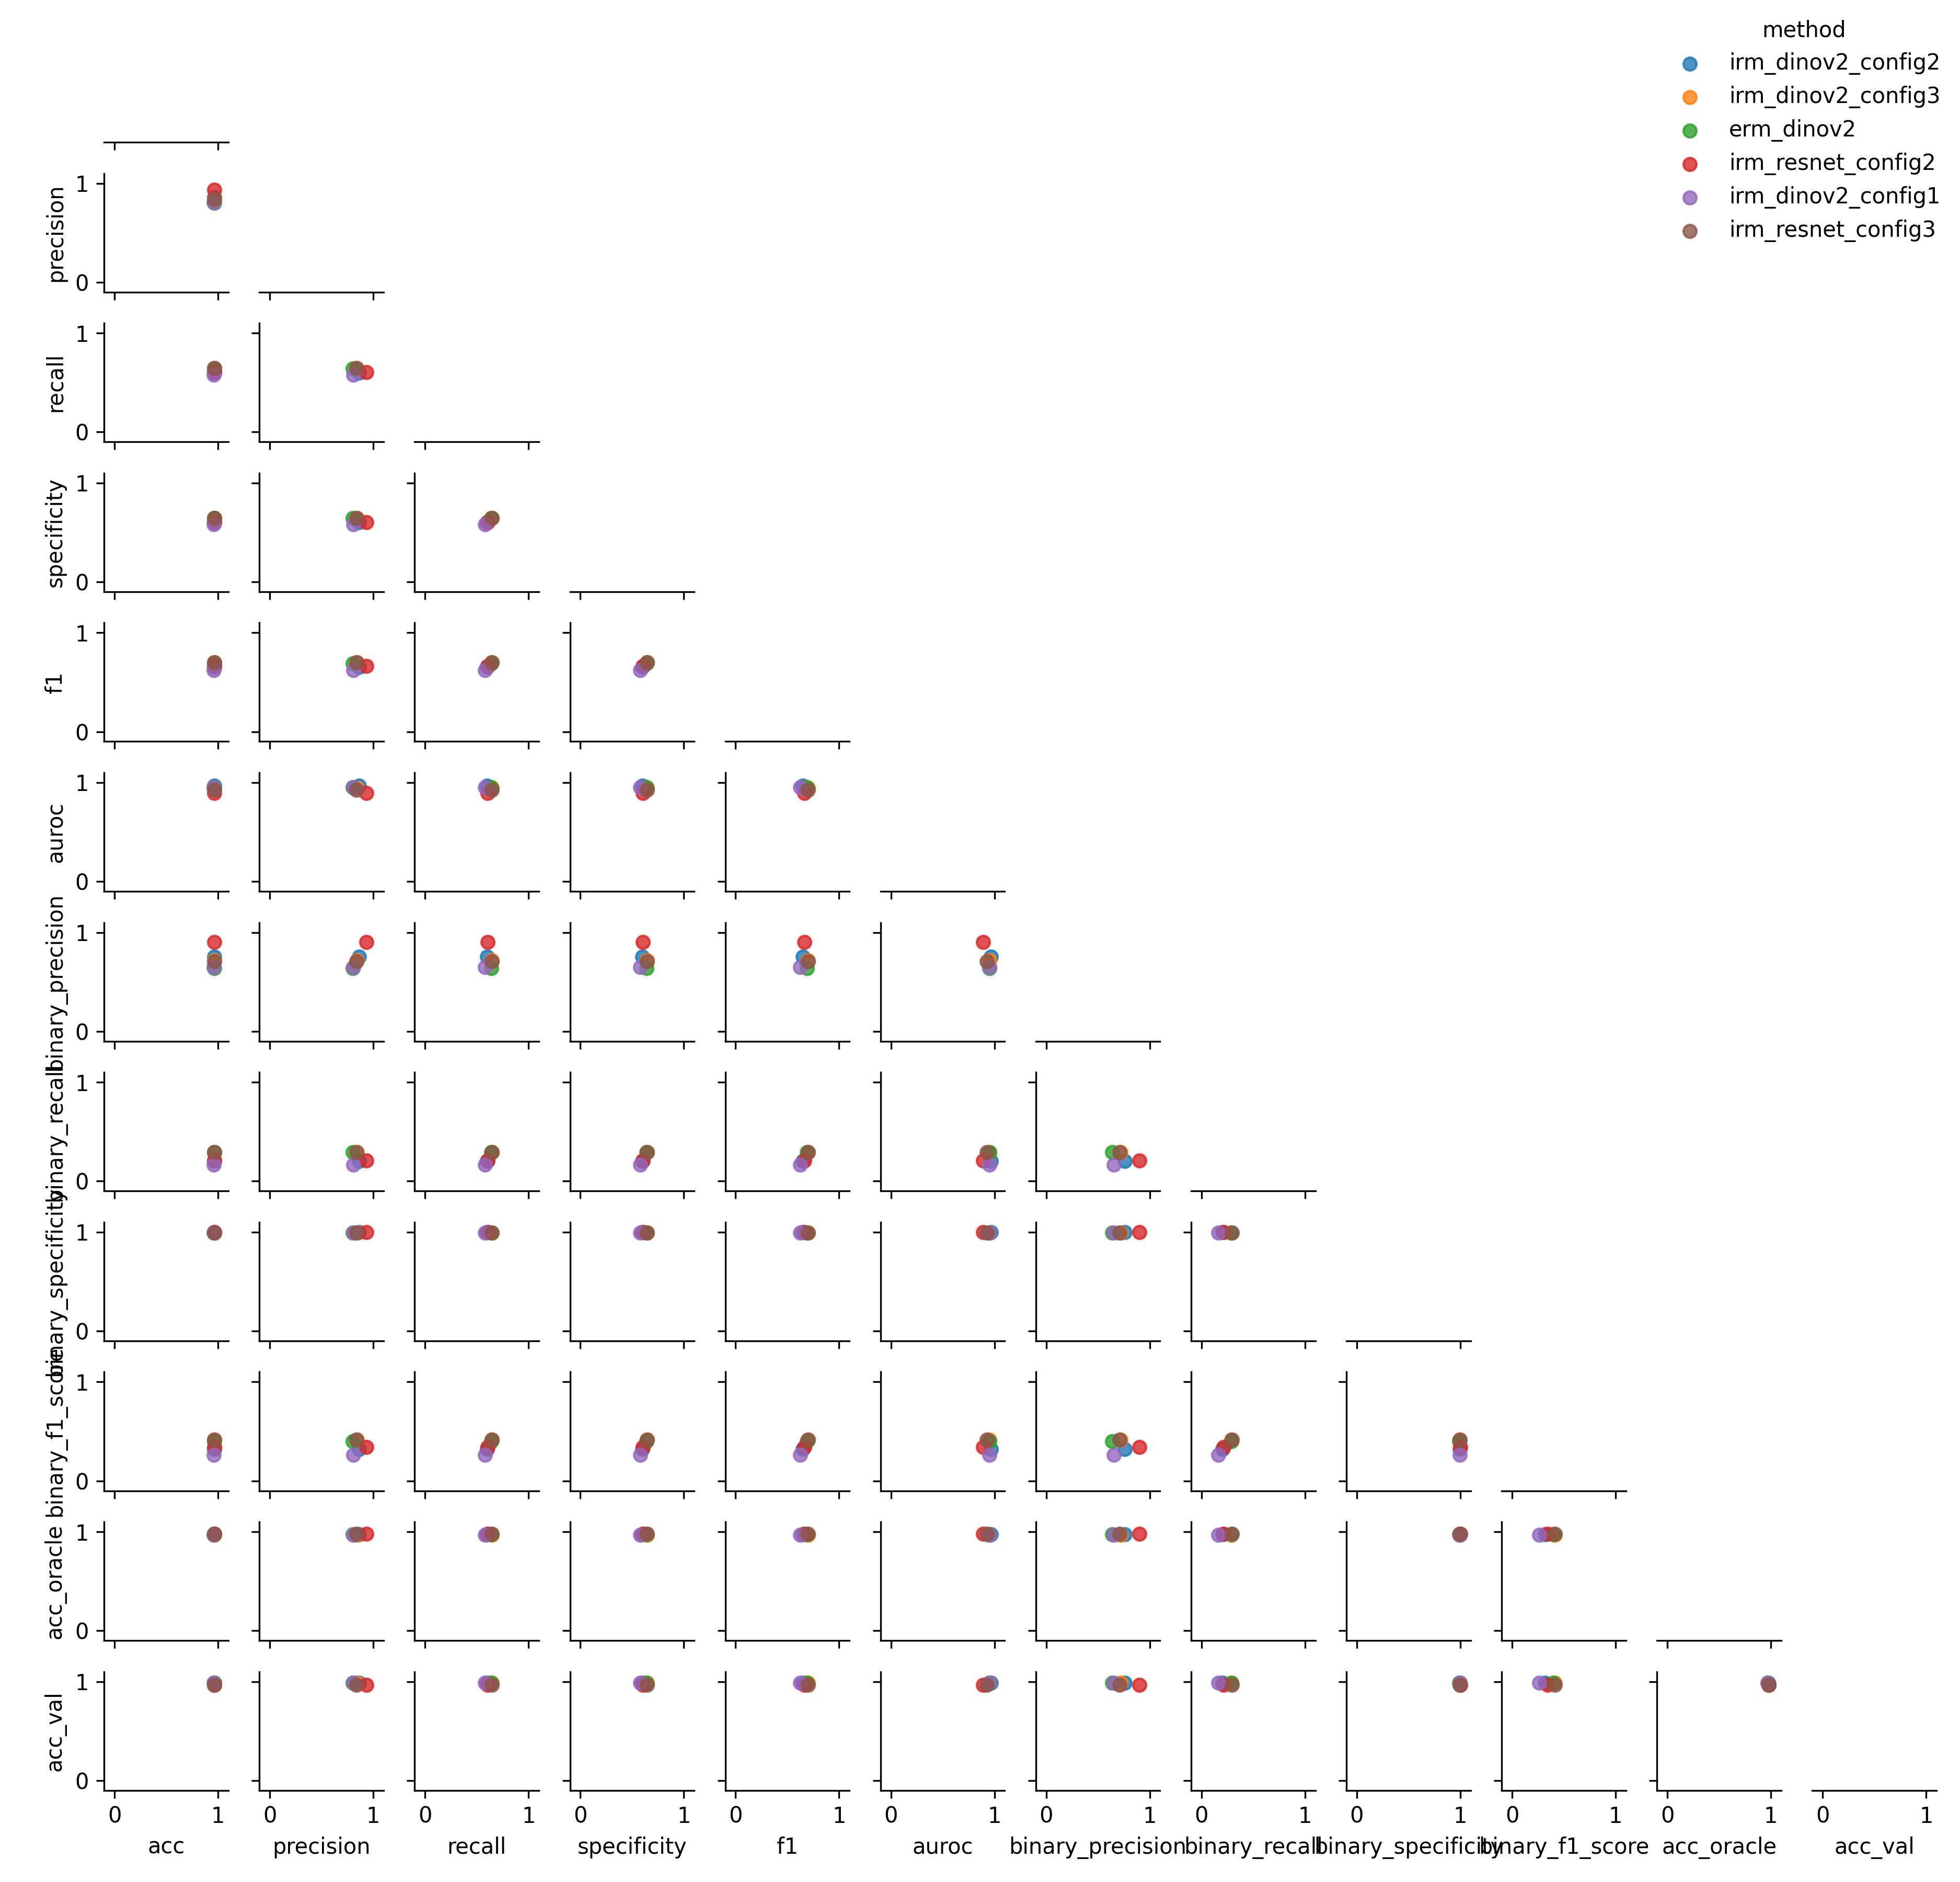 method
irm_dinov2_config2
irm_dinov2_config3
erm_dinov2
irm_resnet_config2
irm_dinov2_config1
irm_resnet_config3
precision
1
0
recall
1
0
specificity
1
0
f1
1
0
auroc
1
0
binary_precision
1
0
binary_recall
1
0
binary_specificity
1
0
binary_f1_score
1
0
acc_oracle
1
0
acc_val
1
0
0 1 0 1 0 1 0 1 0 1 0 1 0 1 0 1 0 1 0 1 0 1 0 1
acc precision recall specificity f1 auroc binary_precision binary_recall binary_specificity binary_f1_score acc_oracle acc_val